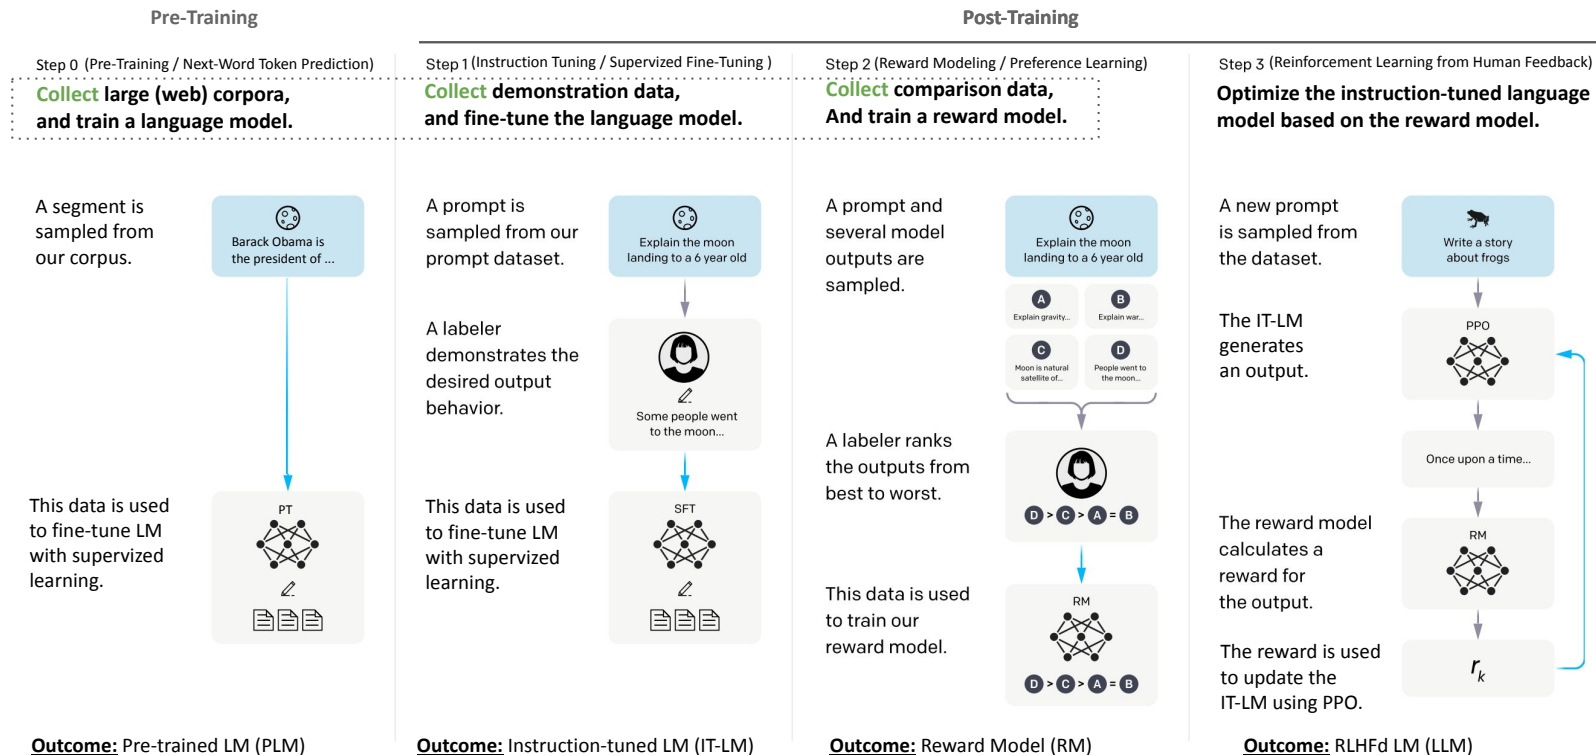 Pre-Training
Post-Training
Step 0 (Pre-Training / Next-Word Token Prediction)
Collect large (web) corpora,
and train a language model.
A segment is
sampled from
our corpus.
Barack Obama is
the president of ...
This data is used
to fine-tune LM
with supervized
learning.
PT
Outcome: Pre-trained LM (PLM)
Step 1 (Instruction Tuning / Supervized Fine-Tuning )
Collect demonstration data,
and fine-tune the language model.
A prompt is
sampled from our
prompt dataset.
Explain the moon
landing to a 6 year old
A labeler
demonstrates the
desired output
behavior.
Some people went
to the moon...
This data is used
to fine-tune LM
with supervized
learning.
SFT
Outcome: Instruction-tuned LM (IT-LM)
Step 2 (Reward Modeling / Preference Learning)
Collect comparison data,
And train a reward model.
A prompt and
several model
outputs are
sampled.
Explain the moon
landing to a 6 year old
A
Explain gravity...
B
Explain war...
C
Moon is natural
satellite of...
D
People went to
the moon...
A labeler ranks
the outputs from
best to worst.
D > C > A = B
This data is used
to train our
reward model.
RM
D > C > A = B
Outcome: Reward Model (RM)
Step 3 (Reinforcement Learning from Human Feedback)
Optimize the instruction-tuned language
model based on the reward model.
A new prompt
is sampled from
the dataset.
Write a story
about frogs
The IT-LM
generates
an output.
PPO
Once upon a time...
The reward model
calculates a
reward for
the output.
RM
The reward is used
to update the
IT-LM using PPO.
rk
Outcome: RLHFd LM (LLM)